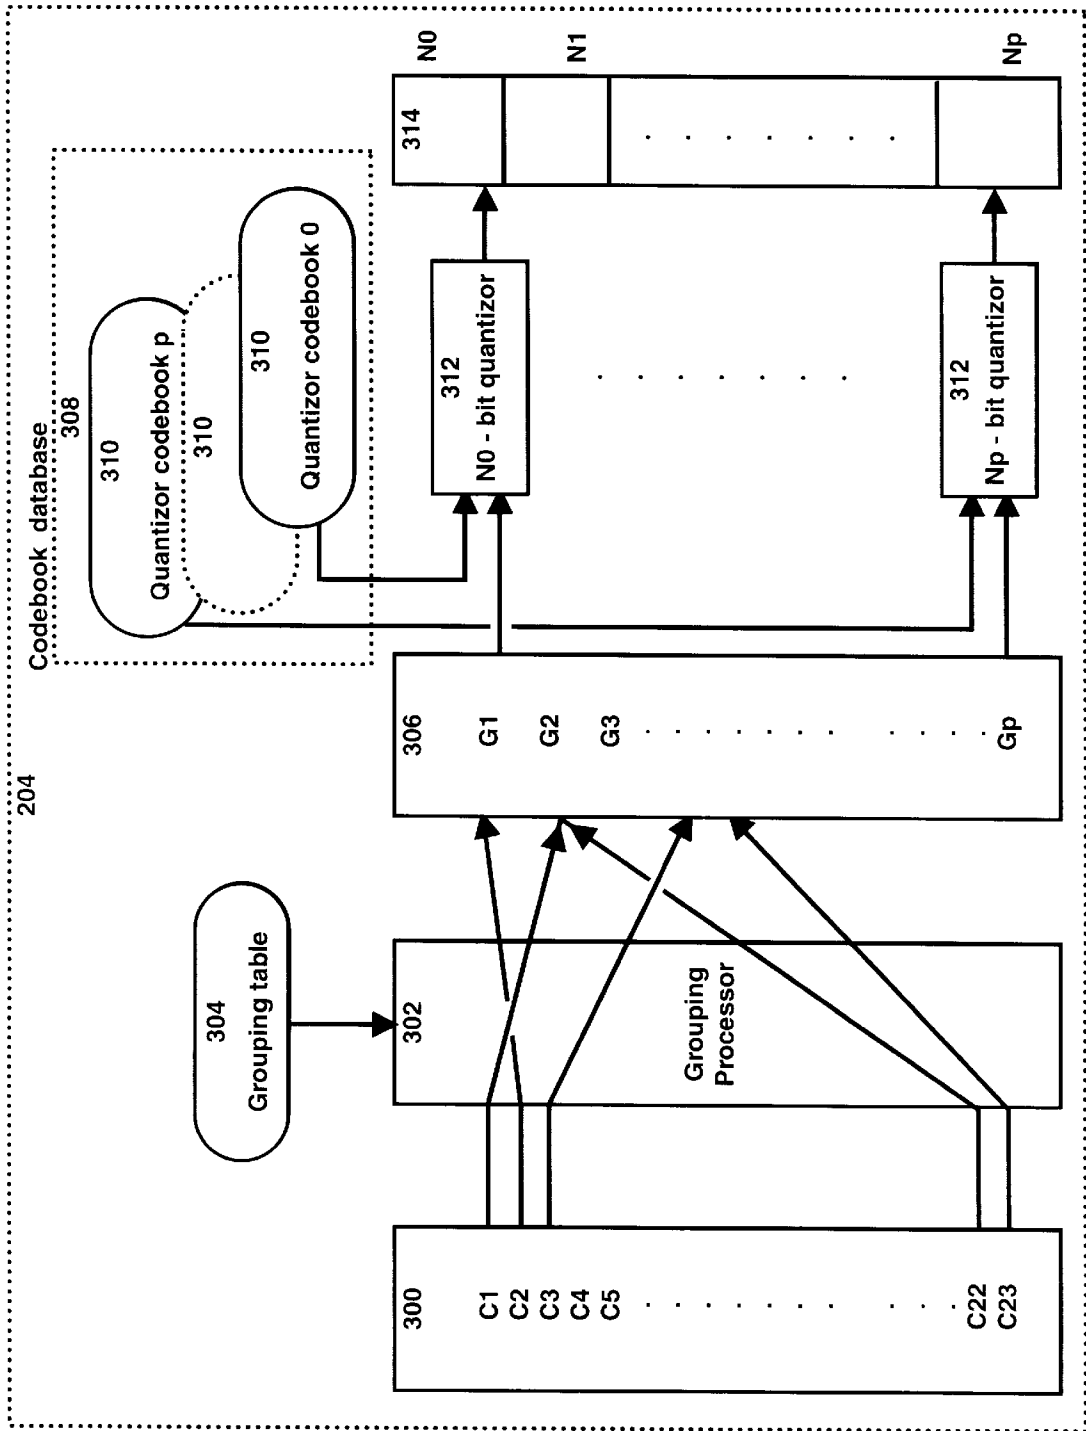 204
Codebook database
308
310
Quantizor codebook p
310
310
Quantizor codebook 0
304
Grouping table
300
C1
C2
C3
C4
C5
C22
C23
302
Grouping
Processor
306
G1
G2
G3
Gp
312
N0 - bit quantizor
312
Np - bit quantizor
314
N0
N1
Np